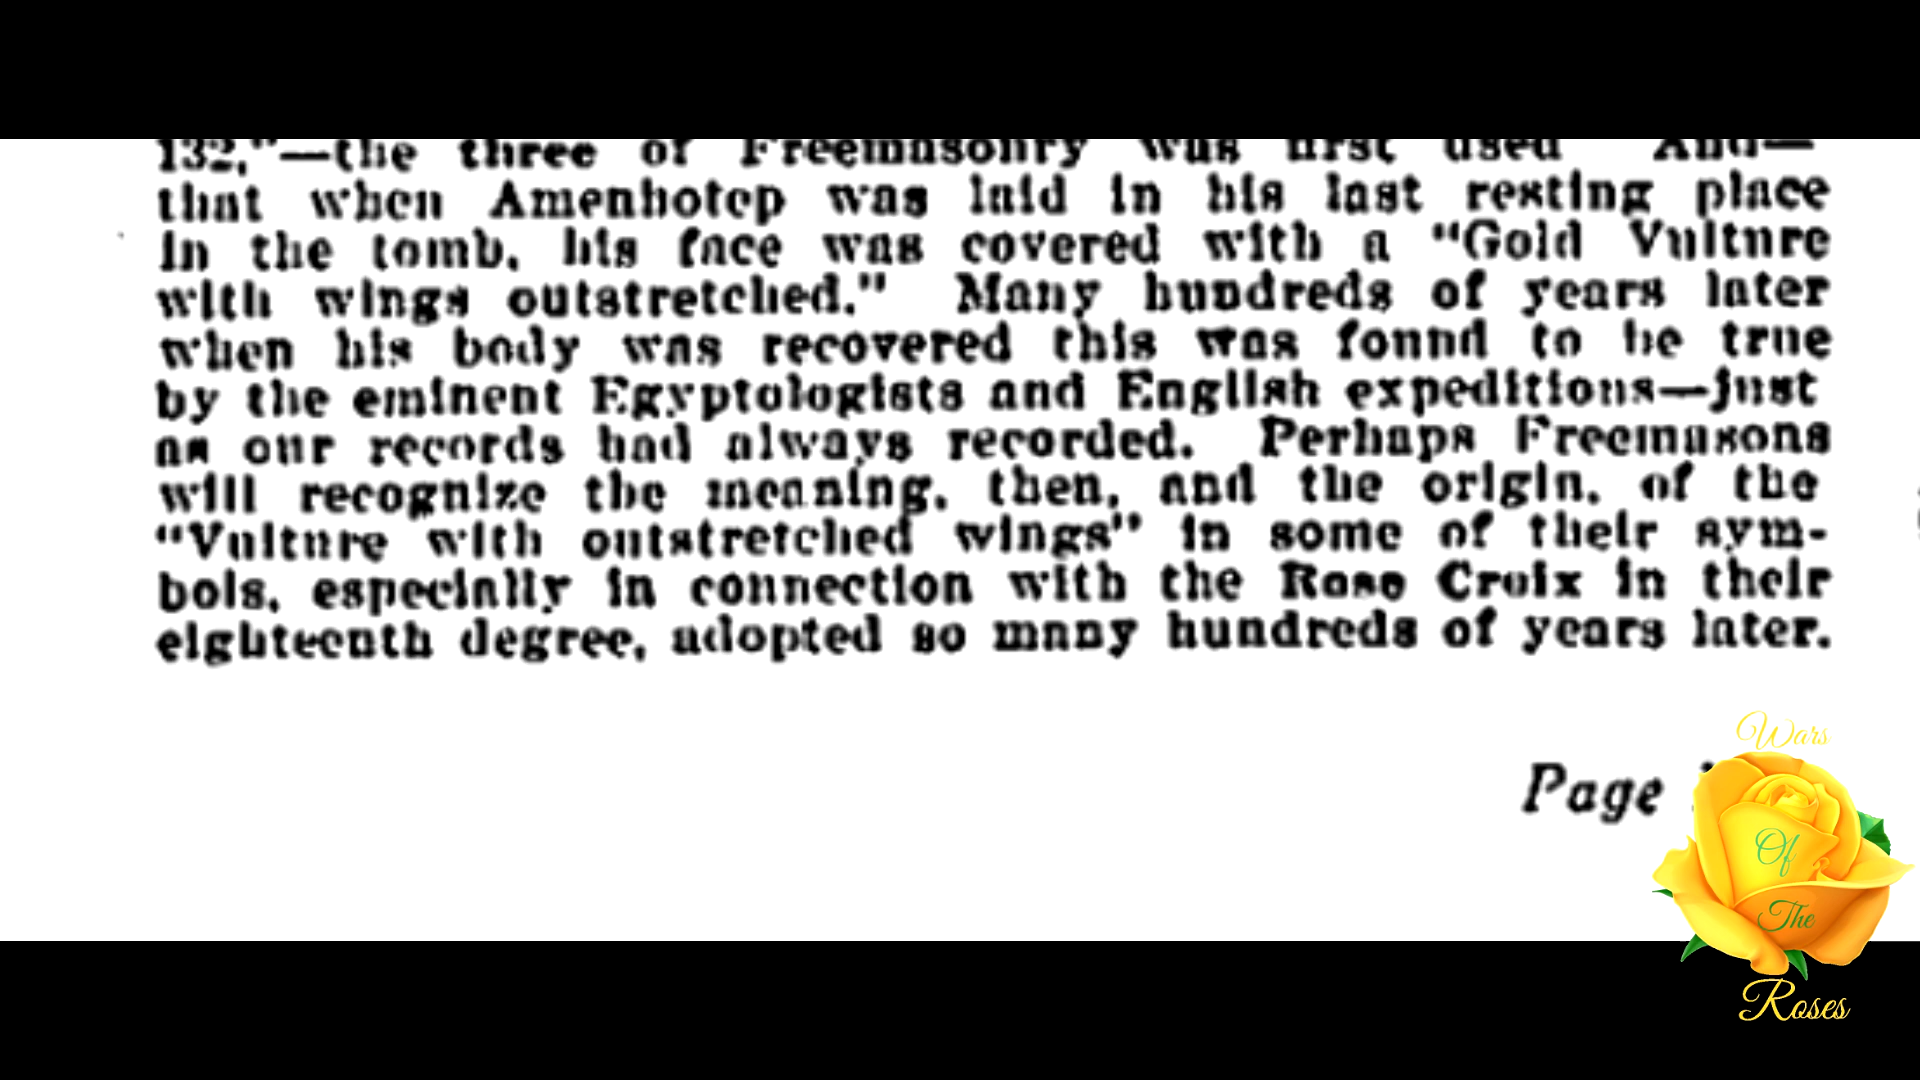 132,"—the three of Freemasonry was first used And—
that when Amenhotep was laid in his last resting place
in the tomb, his face was covered with a "Gold Vulture
with wings outstretched." Many hundreds of years later
when his body was recovered this was found to be true
by the eminent Egyptologists and English expeditions—just
as our records had always recorded. Perhaps Freemasons
will recognize the meaning, then, and the origin, of the
"Vulture with outstretched wings" in some of their sym-
bols, especially in connection with the Rose Croix in their
eighteenth degree, adopted so many hundreds of years later.
Page
Wars
Of
The
Roses